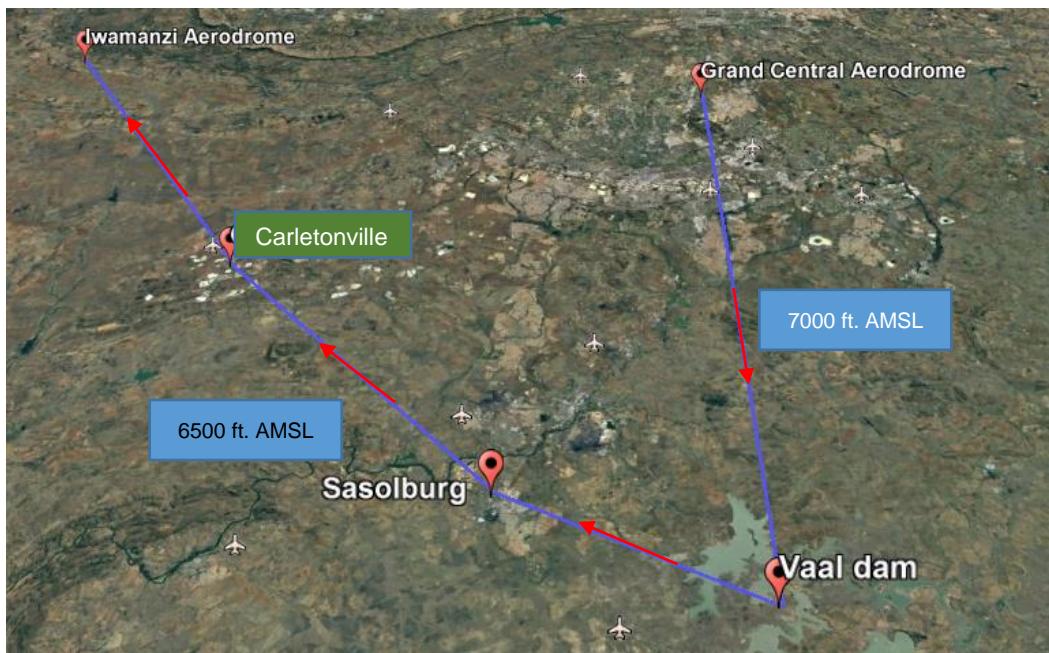 Iwamanzi Aerodrome
Grand Central Aerodrome
Carletonville
7000 ft. AMSL
6500 ft. AMSL
Sasolburg
Vaal dam